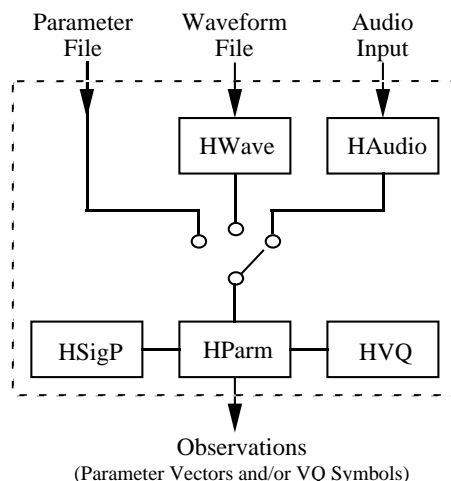 Parameter
File
Waveform
File
Audio
Input
HWave
HAudio
HSigP
HParm
HVQ
Observations
(Parameter Vectors and/or VQ Symbols)